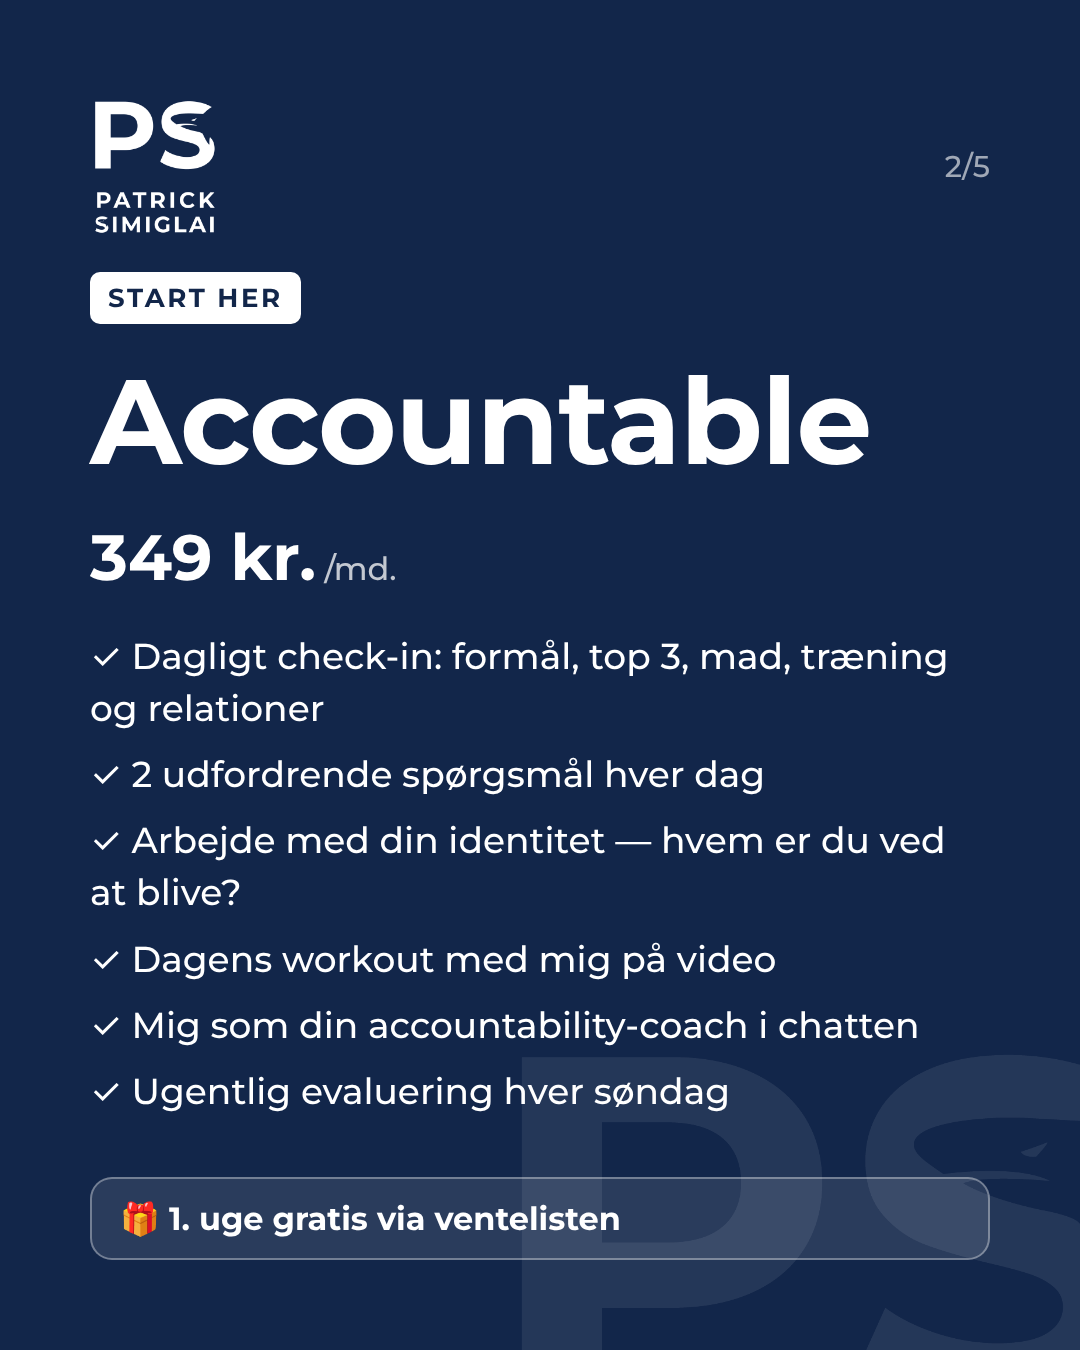 PS
PATRICK
SIMIGLAI
2/5
START HER
Accountable
349 kr. /md.
✓ Dagligt check-in: formål, top 3, mad, træning
og relationer
✓ 2 udfordrende spørgsmål hver dag
✓ Arbejde med din identitet — hvem er du ved
at blive?
✓ Dagens workout med mig på video
✓ Mig som din accountability-coach i chatten
✓ Ugentlig evaluering hver søndag
🎁 1. uge gratis via ventelisten
PS